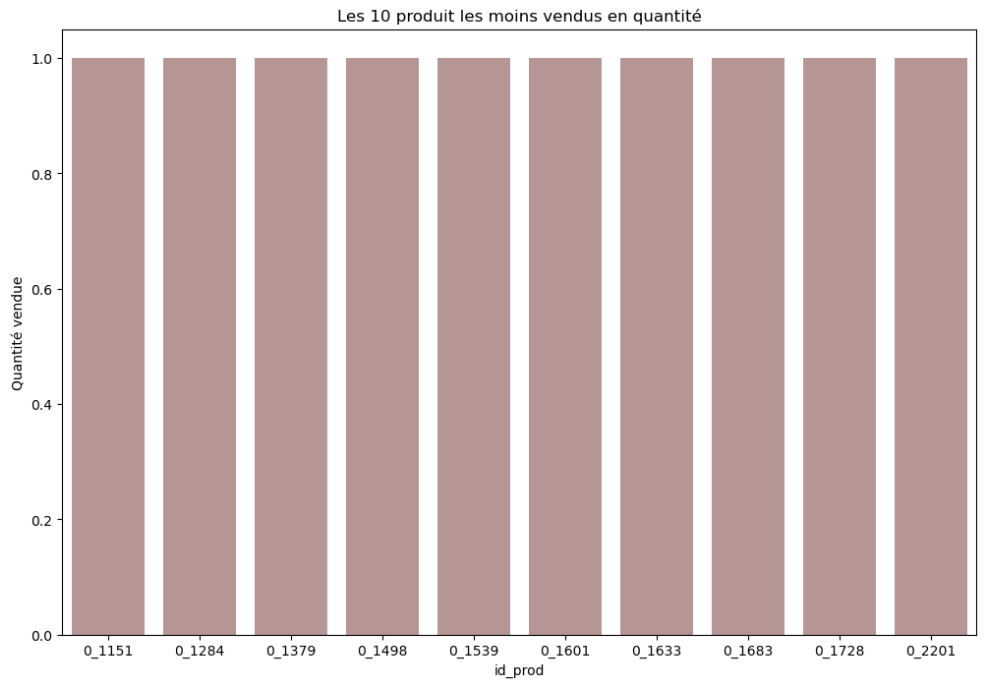 Les 10 produit les moins vendus en quantité
1.0
0.8
0.6
0.4
0.2
0.0
Quantité vendue
0_1151 0_1284 0_1379 0_1498 0_1539 0_1601 0_1633 0_1683 0_1728 0_2201
id_prod